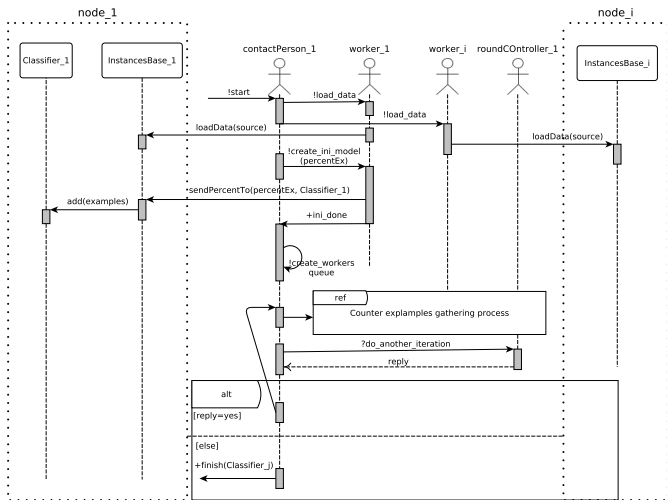 node_1
node_i
Classifier_1
InstancesBase_1
contactPerson_1
worker_1
worker_i
roundCOntroller_1
InstancesBase_i
!start
!load_data
!load_data
loadData(source)
loadData(source)
!create_ini_model
(percentEx)
sendPercentTo(percentEx, Classifier_1)
add(examples)
+ini_done
!create_workers
queue
ref
Counter explamples gathering process
?do_another_iteration
reply
alt
[reply=yes]
[else]
+finish(Classifier_j)